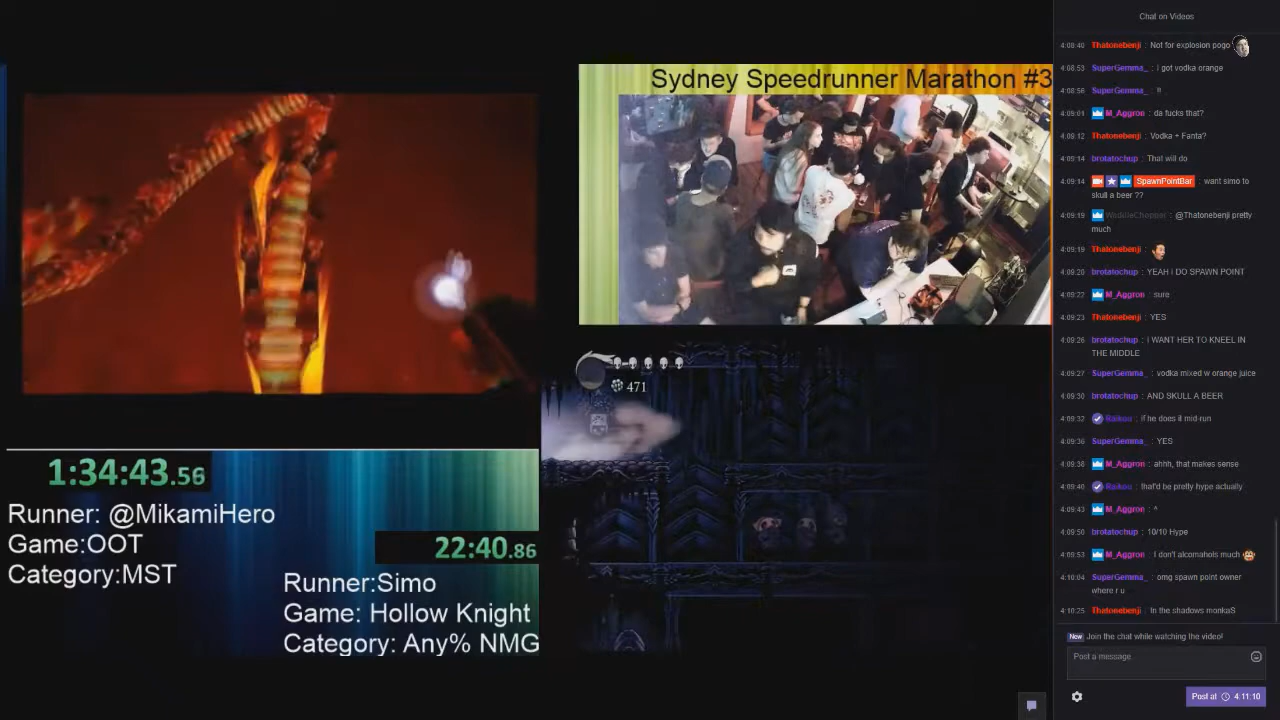 Sydney Speedrunner Marathon #3
471
1:34:43.56
Runner: @MikamiHero
Game:OOT
Category:MST
22:40.86
Runner:Simo
Game: Hollow Knight
Category: Any% NMG
Chat on Videos
4:08:40 Thatonebenji : Not for explosion pogo
4:08:53 SuperGemma_ : I got vodka orange
4:08:56 SuperGemma_ : !!
4:09:01 M_Aggron : da fucks that?
4:09:12 Thatonebenji : Vodka + Fanta?
4:09:14 brotatochup : That will do
4:09:14 SpawnPointBar : want simo to
skull a beer ??
4:09:19 : @Thatonebenji pretty
much
4:09:19 Thatonebenji :
4:09:20 brotatochup : YEAH I DO SPAWN POINT
4:09:22 M_Aggron : sure
4:09:23 Thatonebenji : YES
4:09:26 brotatochup : I WANT HER TO KNEEL IN
THE MIDDLE
4:09:27 SuperGemma_ : vodka mixed w orange juice
4:09:30 brotatochup : AND SKULL A BEER
4:09:32 Raikou : if he does it mid-run
4:09:36 SuperGemma_ : YES
4:09:38 M_Aggron : ahhh, that makes sense
4:09:40 Raikou : that'd be pretty hype actually
4:09:43 M_Aggron : ^
4:09:50 brotatochup : 10/10 Hype
4:09:53 M_Aggron : I don't alcomahols much
4:10:04 SuperGemma_ : omg spawn point owner
where r u
4:10:25 Thatonebenji : In the shadows monkaS
New Join the chat while watching the video!
Post a message
Post at 4:11:10